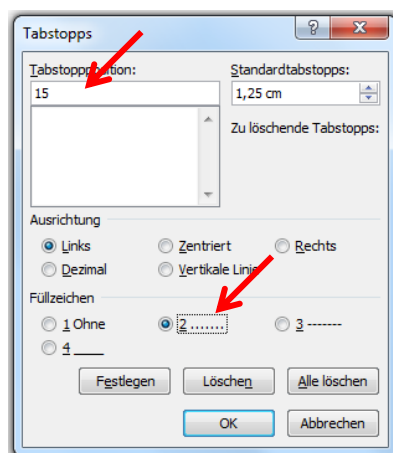 Tabstopps
Tabstoppposition: Standardtabstopps:
15 1,25 cm
Zu löschende Tabstopps:
Ausrichtung
Links Zentriert Rechts
Dezimal Vertikale Linie
Füllzeichen
1 Ohne 2 ....... 3 -------
4 ____
Festlegen Löschen Alle löschen
OK Abbrechen